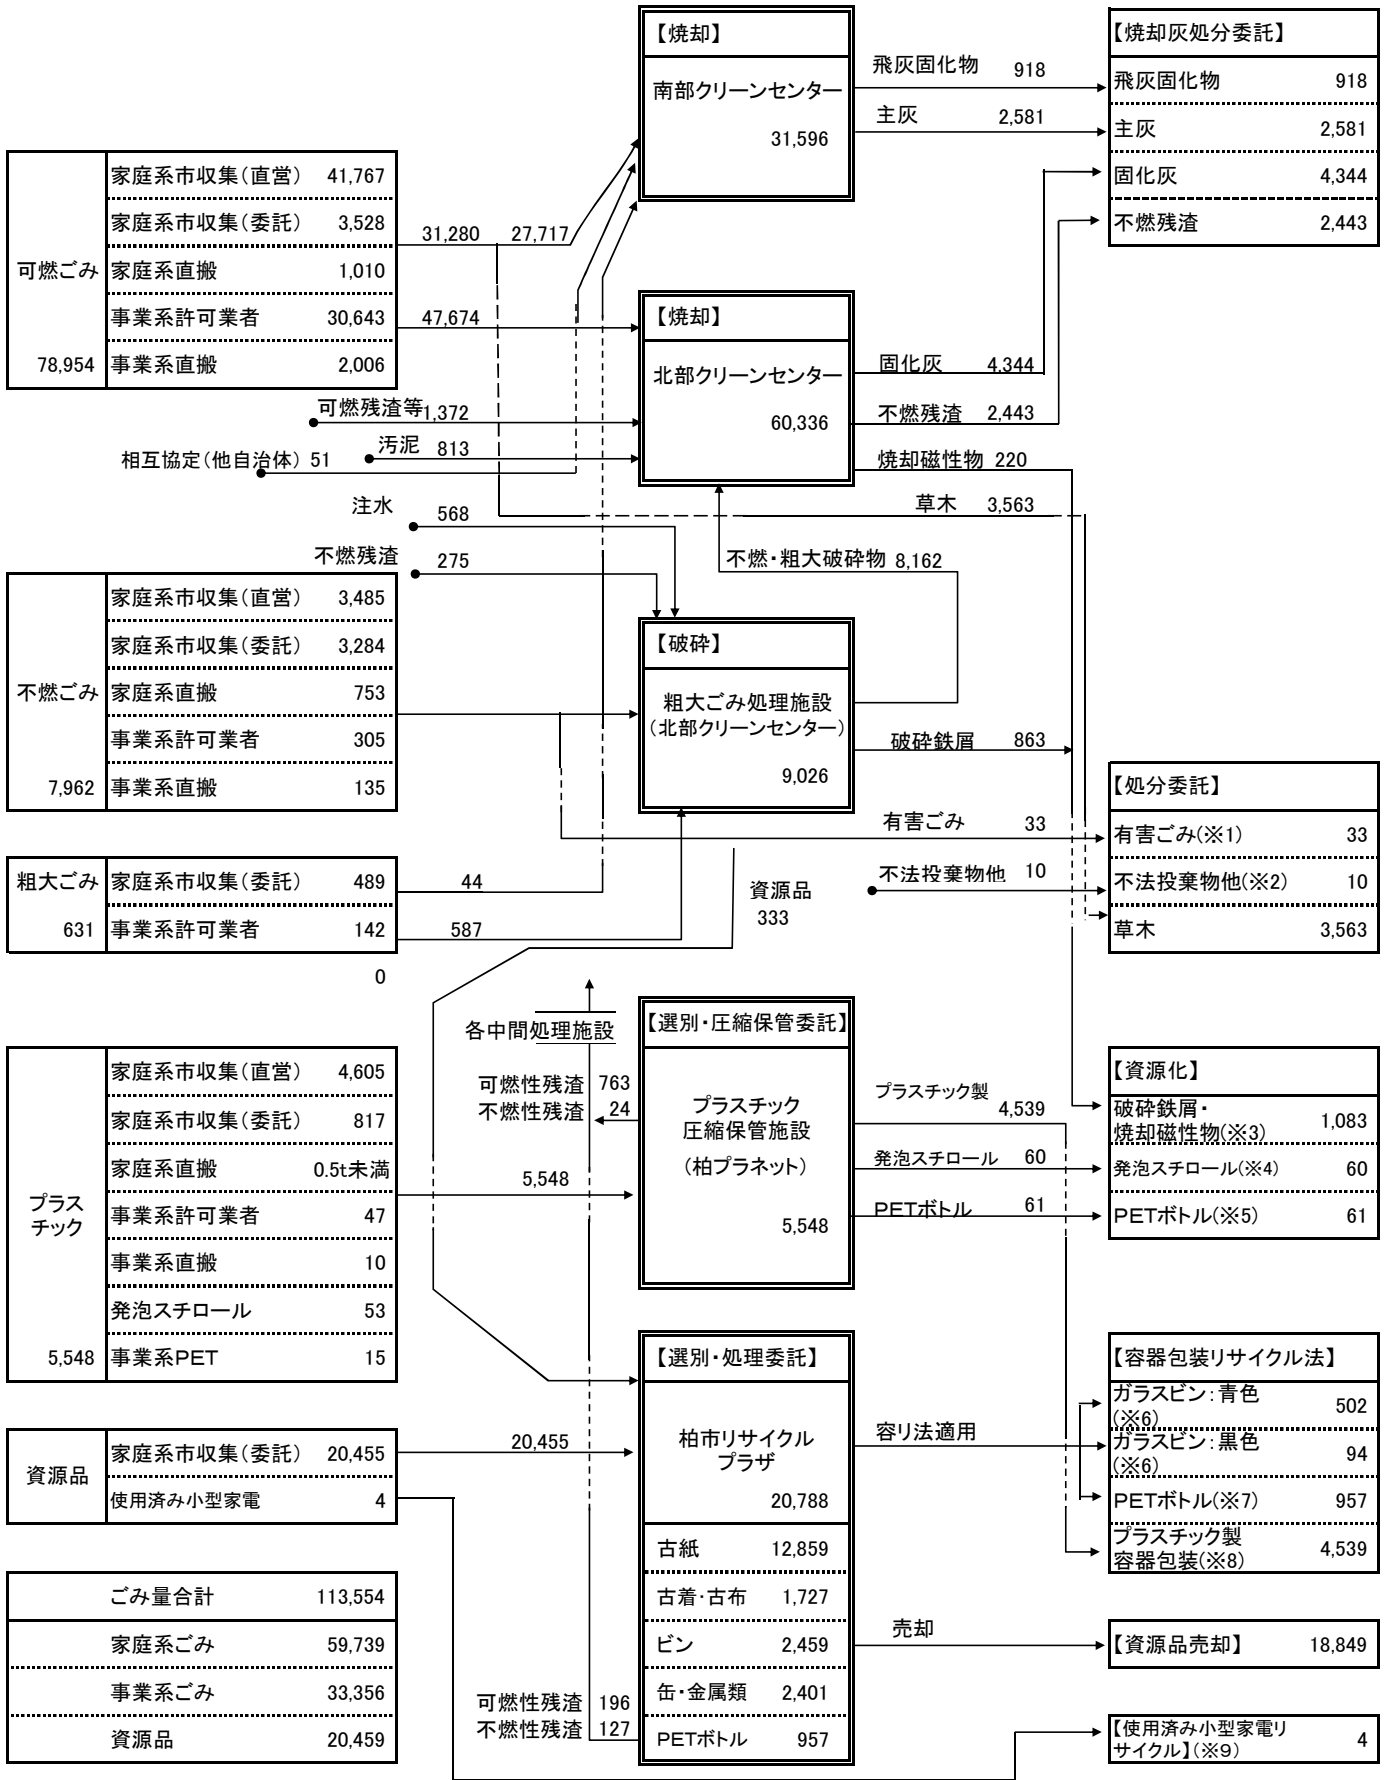 【焼却】
南部クリーンセンター
31,596
飛灰固化物 918
主灰 2,581
【焼却灰処分委託】
飛灰固化物 918
主灰 2,581
固化灰 4,344
不燃残渣 2,443
可燃ごみ
78,954
家庭系市収集（直営） 41,767
家庭系市収集（委託） 3,528
家庭系直搬 1,010
事業系許可業者 30,643
事業系直搬 2,006
31,280 27,717
47,674
【焼却】
北部クリーンセンター
60,336
固化灰 4,344
不燃残渣 2,443
焼却磁性物 220
草木 3,563
可燃残渣等 1,372
汚泥 813
相互協定（他自治体） 51
注水 568
不燃残渣 275
不燃・粗大破砕物 8,162
不燃ごみ
7,962
家庭系市収集（直営） 3,485
家庭系市収集（委託） 3,284
家庭系直搬 753
事業系許可業者 305
事業系直搬 135
【破砕】
粗大ごみ処理施設
（北部クリーンセンター）
9,026
破砕鉄屑 863
有害ごみ 33
不法投棄物他 10
【処分委託】
有害ごみ(※1) 33
不法投棄物他(※2) 10
草木 3,563
粗大ごみ
631
家庭系市収集（委託） 489
事業系許可業者 142
44
587
0
資源品
333
各中間処理施設
可燃性残渣 763
不燃性残渣 24
【選別・圧縮保管委託】
プラスチック
圧縮保管施設
（柏プラネット）
5,548
プラスチック製
4,539
発泡スチロール 60
PETボトル 61
【資源化】
破砕鉄屑・
焼却磁性物(※3) 1,083
発泡スチロール(※4) 60
PETボトル(※5) 61
プラス
チック
5,548
家庭系市収集（直営） 4,605
家庭系市収集（委託） 817
家庭系直搬 0.5t未満
事業系許可業者 47
事業系直搬 10
発泡スチロール 53
事業系PET 15
5,548
【選別・処理委託】
柏市リサイクル
プラザ
20,788
古紙 12,859
古着・古布 1,727
ビン 2,459
缶・金属類 2,401
PETボトル 957
容リ法適用
【容器包装リサイクル法】
ガラスビン：青色
(※6) 502
ガラスビン：黒色
(※6) 94
PETボトル(※7) 957
プラスチック製
容器包装(※8) 4,539
資源品
家庭系市収集（委託） 20,455
使用済み小型家電 4
20,455
ごみ量合計 113,554
家庭系ごみ 59,739
事業系ごみ 33,356
資源品 20,459
可燃性残渣 196
不燃性残渣 127
売却
【資源品売却】 18,849
【使用済み小型家電リ
サイクル】(※9) 4